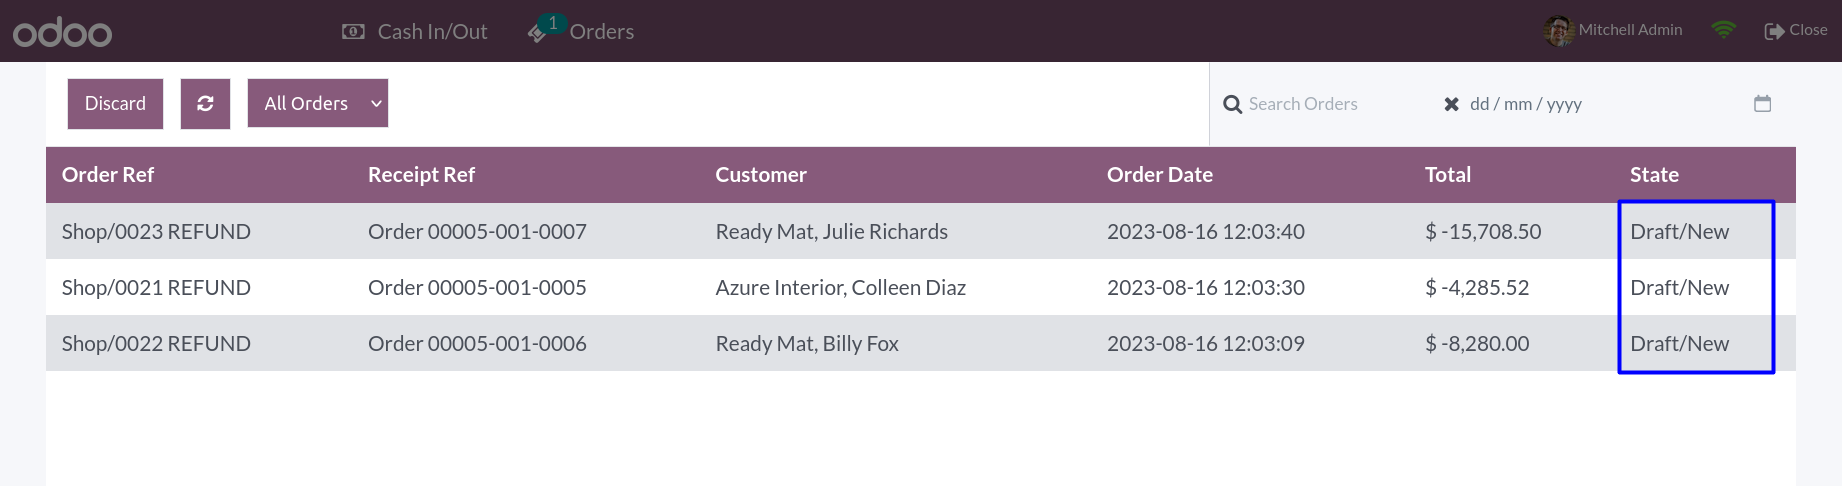 odoo Cash In/Out 1 Orders Mitchell Admin Close
Discard All Orders Search Orders dd / mm / yyyy
Order Ref Receipt Ref Customer Order Date Total State
Shop/0023 REFUND Order 00005-001-0007 Ready Mat, Julie Richards 2023-08-16 12:03:40 $ -15,708.50 Draft/New
Shop/0021 REFUND Order 00005-001-0005 Azure Interior, Colleen Diaz 2023-08-16 12:03:30 $ -4,285.52 Draft/New
Shop/0022 REFUND Order 00005-001-0006 Ready Mat, Billy Fox 2023-08-16 12:03:09 $ -8,280.00 Draft/New